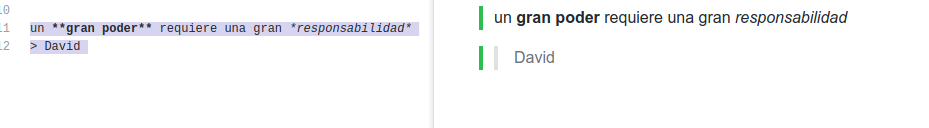 10
11 un **gran poder** requiere una gran *responsabilidad*
12 > David
un gran poder requiere una gran responsabilidad
David